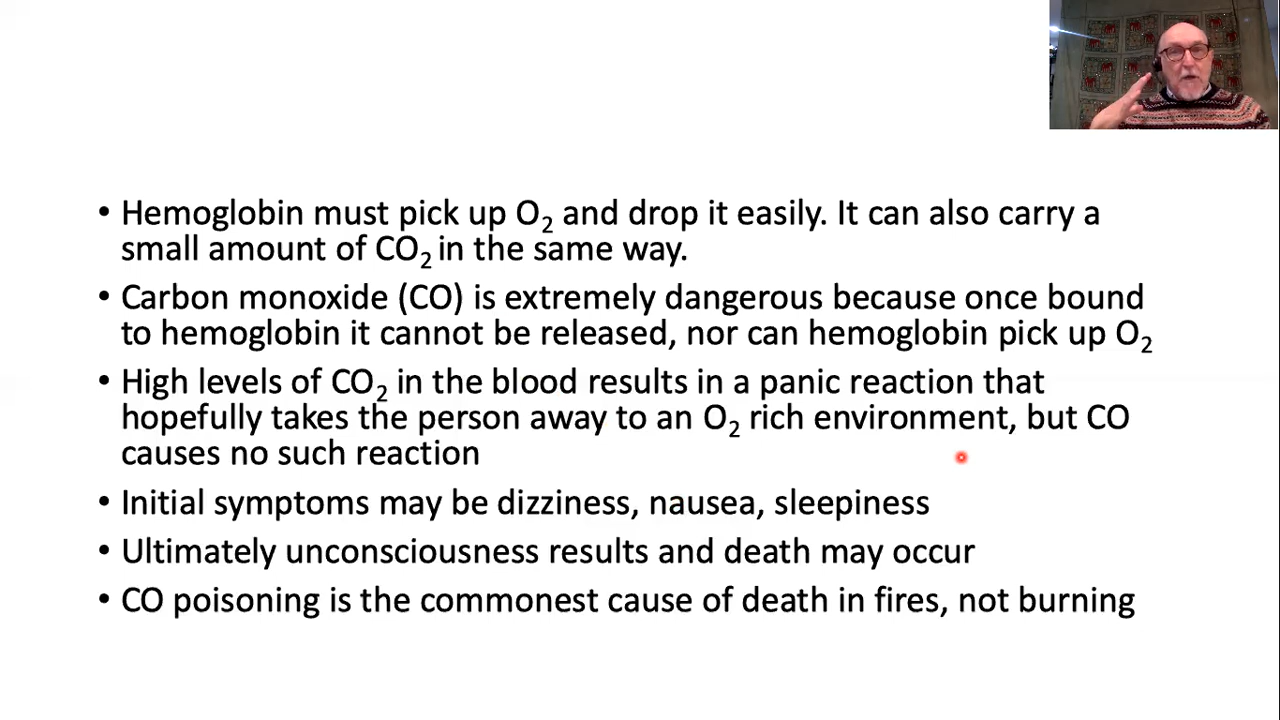 • Hemoglobin must pick up O₂ and drop it easily. It can also carry a
small amount of CO₂ in the same way.
• Carbon monoxide (CO) is extremely dangerous because once bound
to hemoglobin it cannot be released, nor can hemoglobin pick up O₂
• High levels of CO₂ in the blood results in a panic reaction that
hopefully takes the person away to an O₂ rich environment, but CO
causes no such reaction
• Initial symptoms may be dizziness, nausea, sleepiness
• Ultimately unconsciousness results and death may occur
• CO poisoning is the commonest cause of death in fires, not burning